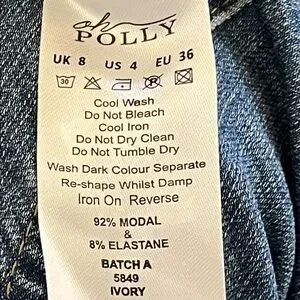 oh
POLLY
UK 8 US 4 EU 36
30
Cool Wash
Do Not Bleach
Cool Iron
Do Not Dry Clean
Do Not Tumble Dry
Wash Dark Colour Separate
Re-shape Whilst Damp
Iron On Reverse
92% MODAL
&
8% ELASTANE
BATCH A
5849
IVORY